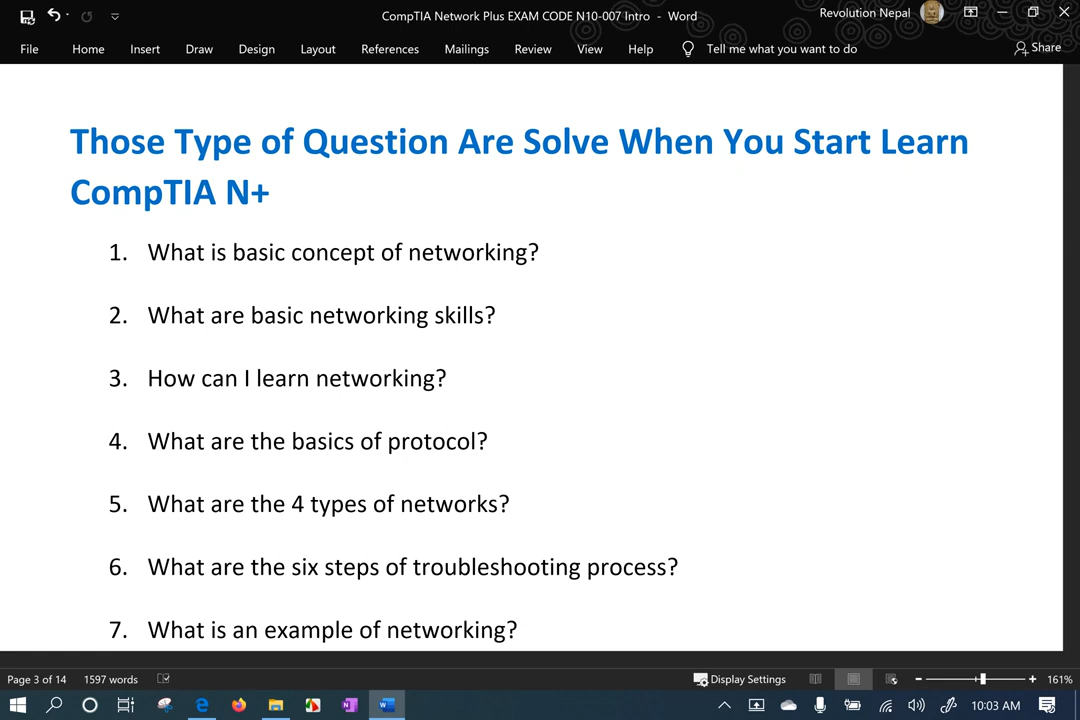 CompTIA Network Plus EXAM CODE N10-007 Intro - Word
Revolution Nepal
File Home Insert Draw Design Layout References Mailings Review View Help Tell me what you want to do Share
Those Type of Question Are Solve When You Start Learn
CompTIA N+
1. What is basic concept of networking?
2. What are basic networking skills?
3. How can I learn networking?
4. What are the basics of protocol?
5. What are the 4 types of networks?
6. What are the six steps of troubleshooting process?
7. What is an example of networking?
Page 3 of 14 1597 words Display Settings 161%
10:03 AM